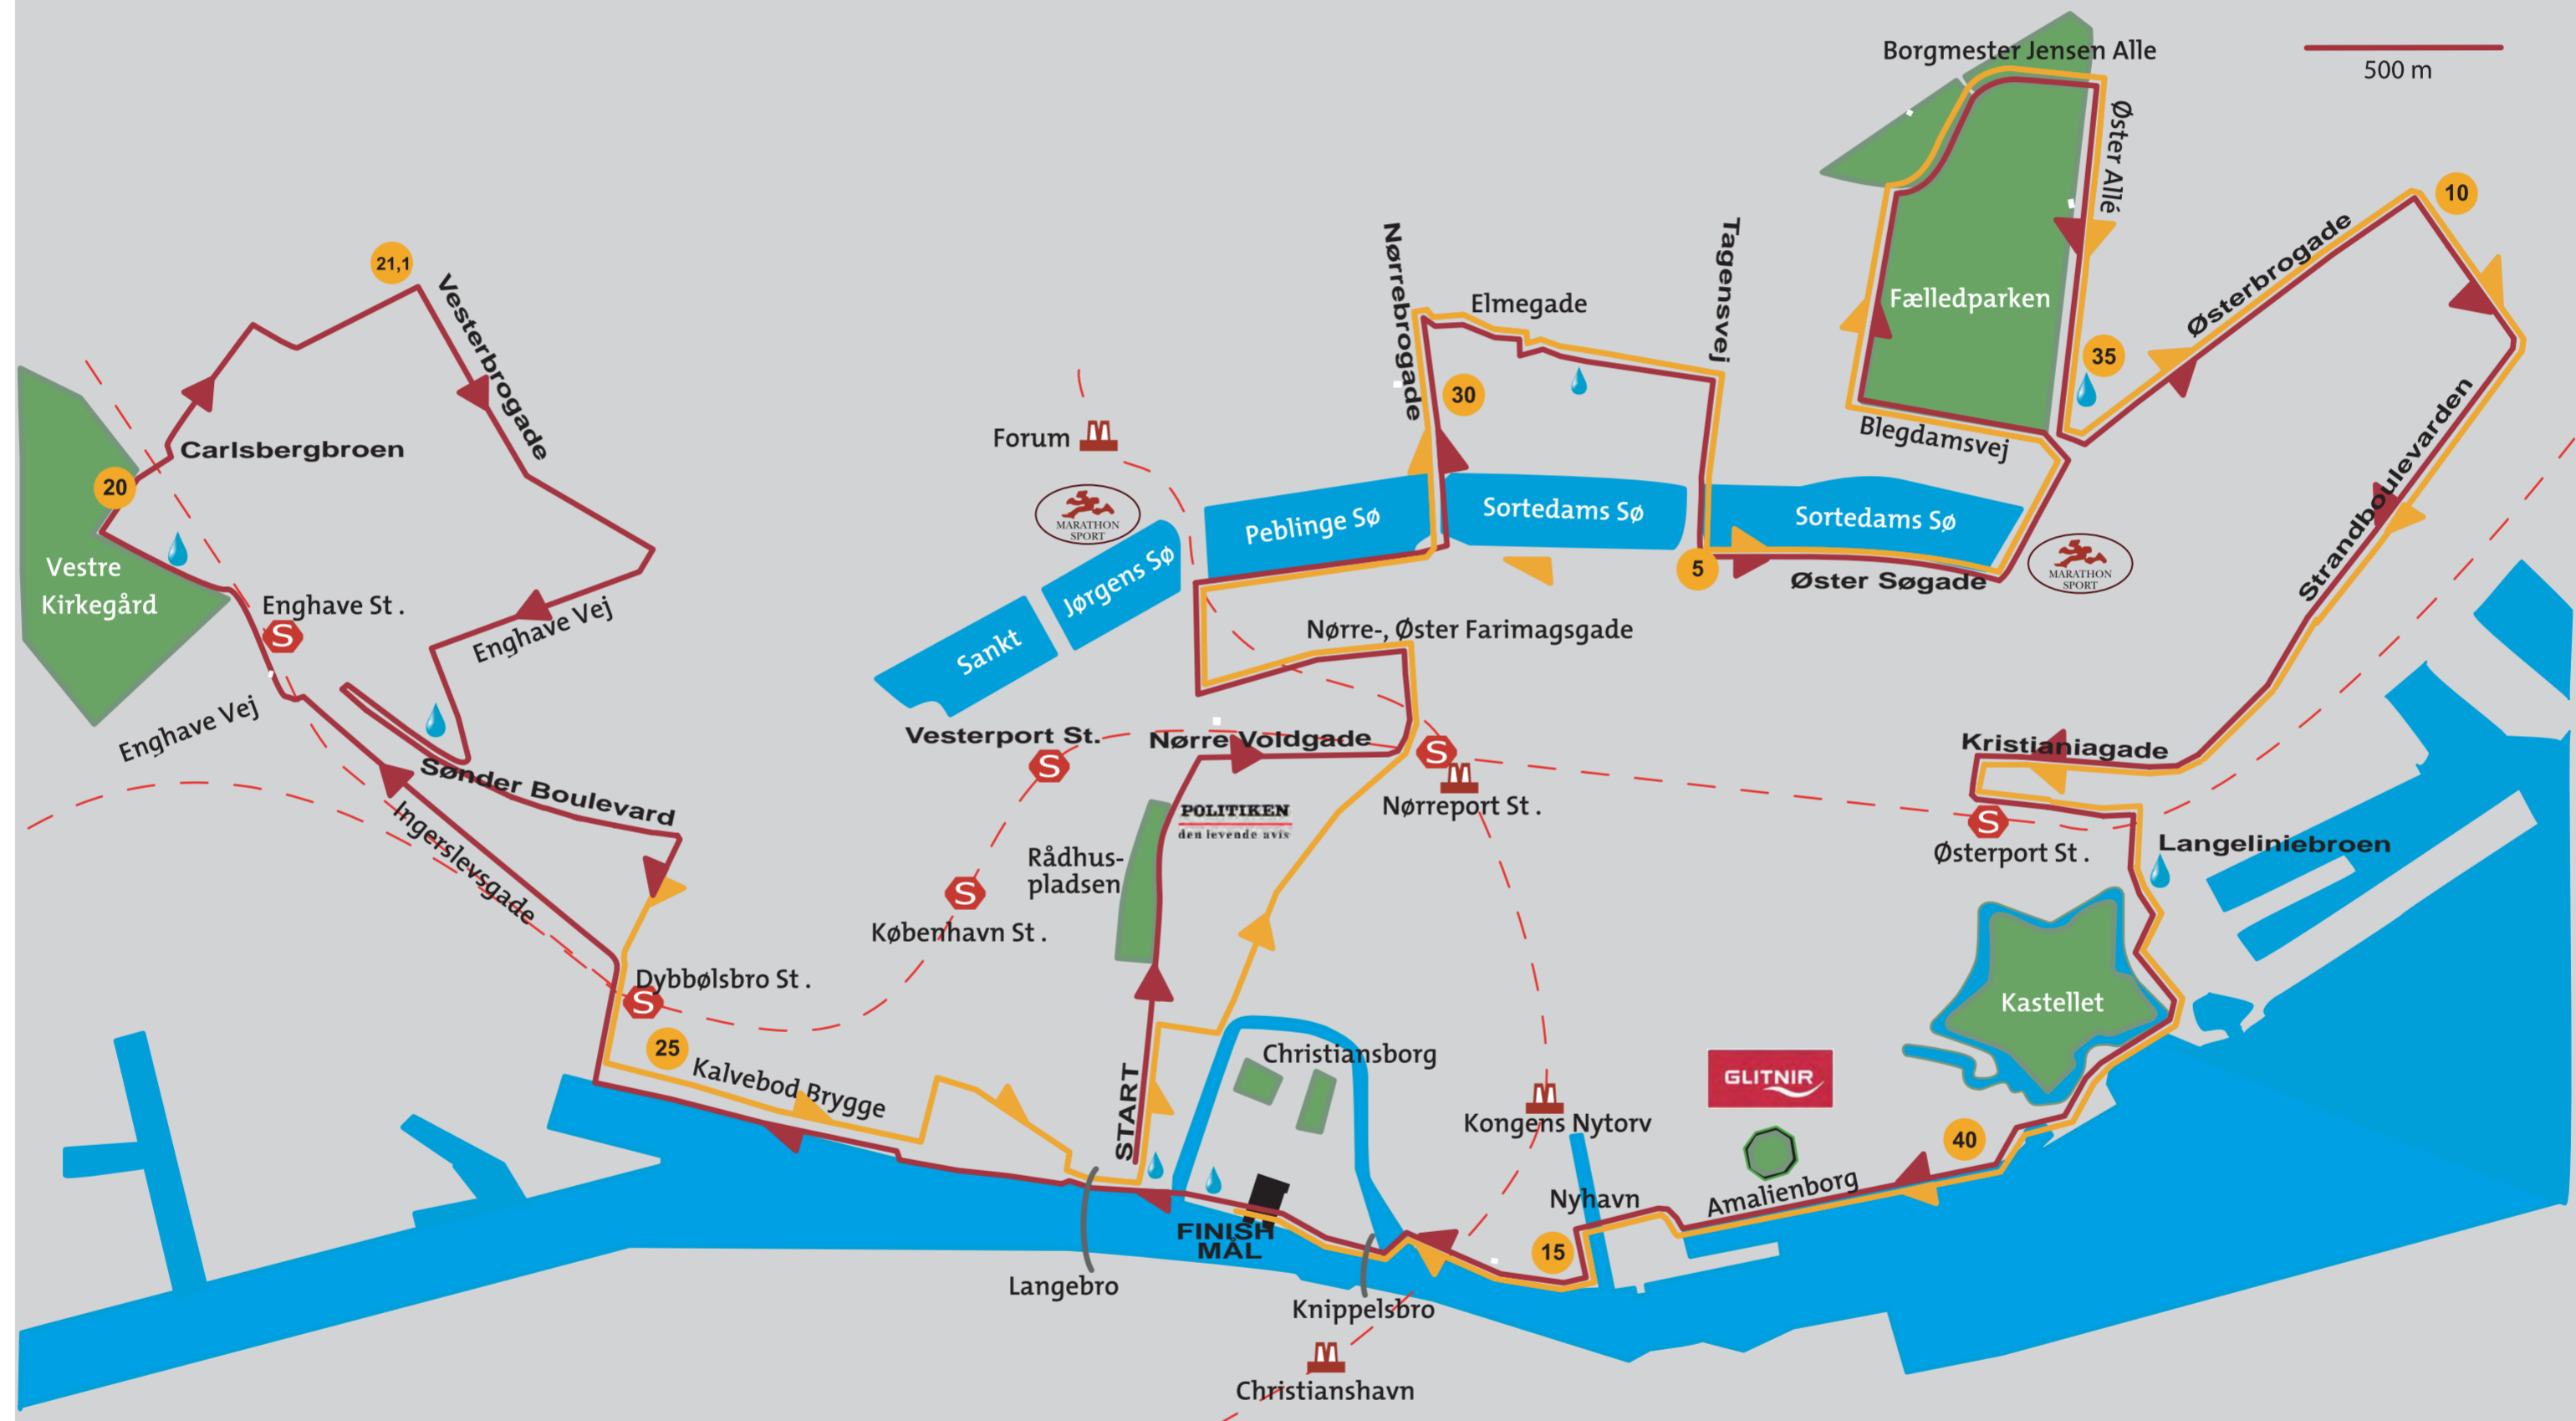 Borgmester Jensen Alle
500 m
Øster Allé
10
21,1
Vesterbrogade
Nørrebrogade
Elmegade
Tagensvej
Fælledparken
Østerbrogade
35
30
Forum
Carlsbergbroen
Blegdamsvej
Strandboulevarden
20
MARATHON
SPORT
Peblinge Sø
Sortedams Sø
Sortedams Sø
5
Øster Søgade
MARATHON
SPORT
Vestre
Kirkegård
Enghave St.
S
Enghave Vej
Sankt
Jørgens Sø
Nørre-, Øster Farimagsgade
Enghave Vej
Vesterport St.
S
Nørre Voldgade
S
Nørreport St.
Kristianiagade
S
Østerport St.
Langeliniebroen
Sønder Boulevard
Ingerslevsgade
POLITIKEN
den levende avis
Rådhus-
pladsen
S
København St.
Dybbølsbro St.
S
25
Kalvebod Brygge
START
Christiansborg
Kastellet
GLITNIR
Kongens Nytorv
40
Amalienborg
Nyhavn
15
FINISH
MÅL
Langebro
Knippelsbro
Christianshavn